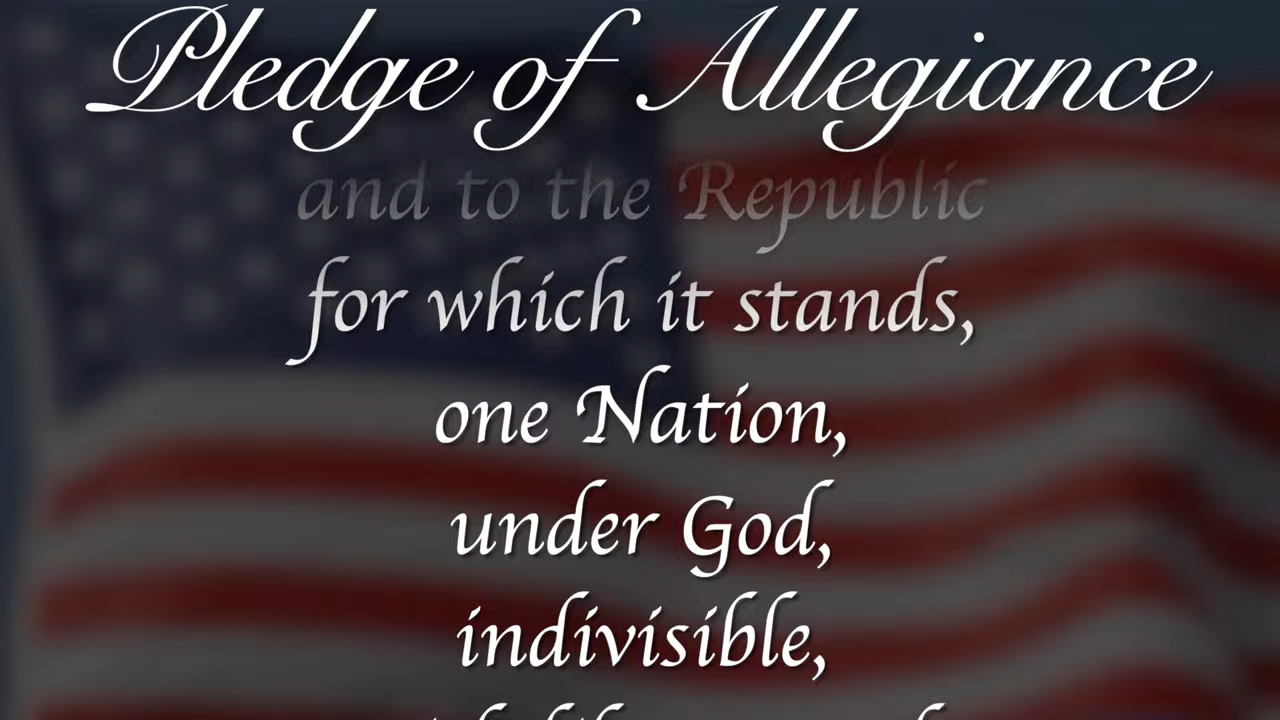 Pledge of Allegiance
and to the Republic
for which it stands,
one Nation,
under God,
indivisible,